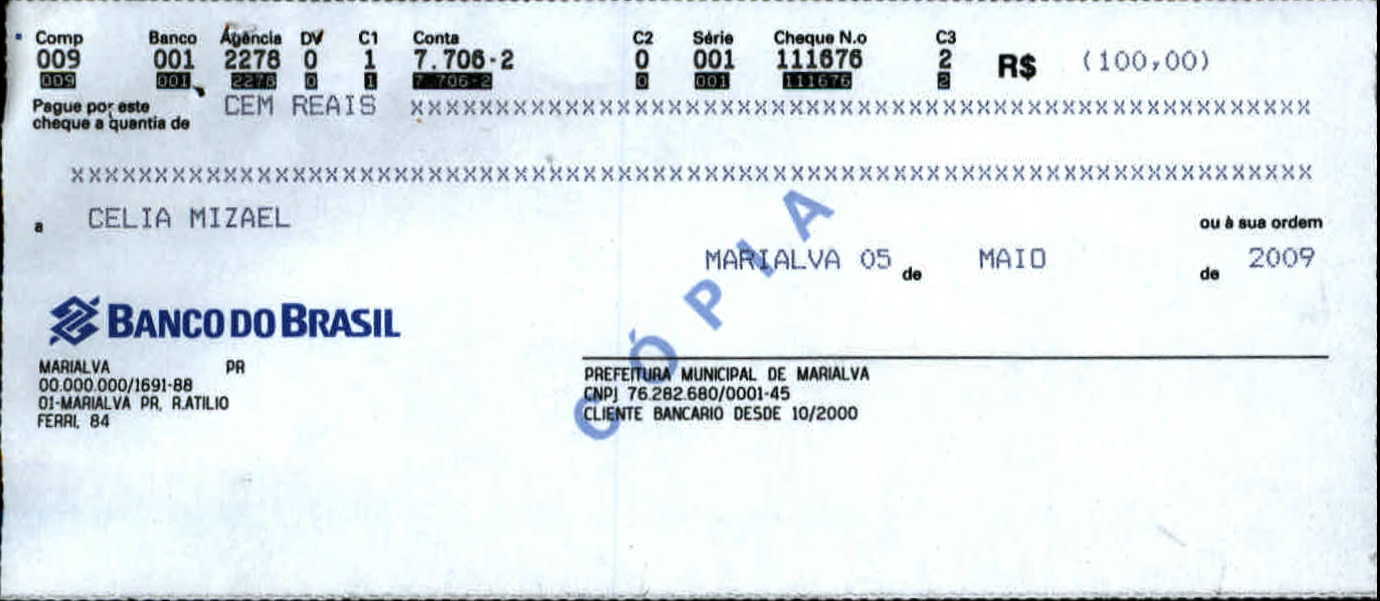 Comp Banco Agência DV C1 Conta C2 Série Cheque N.o C3
009 001 2278 0 1 7.706-2 0 001 111676 2 R$ (100,00)
009 001 2278 0 1 7.706-2 0 001 111676 2
Pague por este CEM REAIS XXXXXXXXXXXXXXXXXXXXXXXXXXXXXXXXXXXXXXXXXXXXXXXXXXXXXXXXXXXXXXXX
cheque a quantia de
XXXXXXXXXXXXXXXXXXXXXXXXXXXXXXXXXXXXXXXXXXXXXXXXXXXXXXXXXXXXXXXX
a CELIA MIZAEL ou à sua ordem
MARIALVA 05 de MAIO de 2009
CÓPIA
BANCO DO BRASIL
MARIALVA PR
00.000.000/1691-88
01-MARIALVA PR, R.ATILIO
FERRI, 84
PREFEITURA MUNICIPAL DE MARIALVA
CNPJ 76.282.680/0001-45
CLIENTE BANCARIO DESDE 10/2000